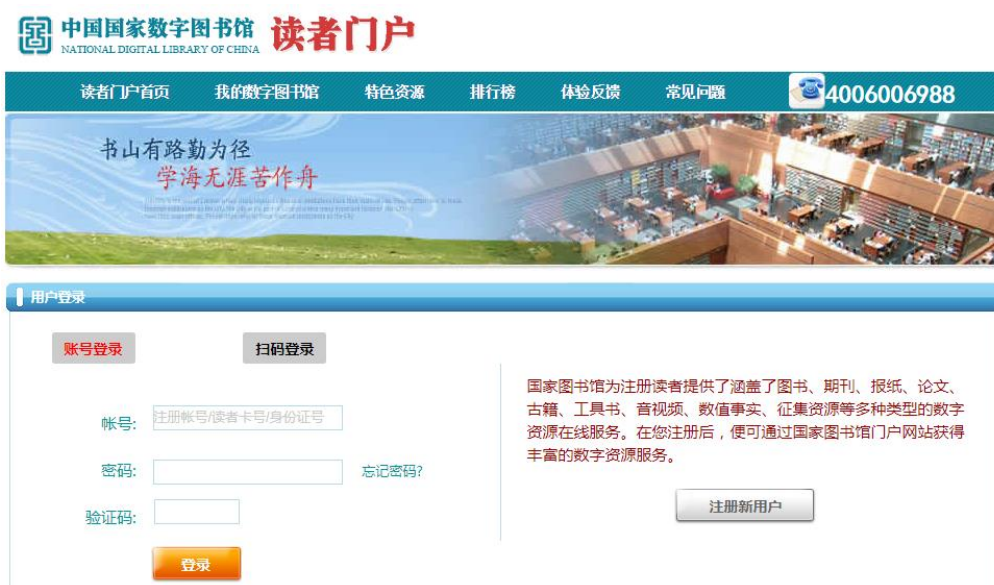 中国国家数字图书馆 读者门户
NATIONAL DIGITAL LIBRARY OF CHINA
读者门户首页 我的数字图书馆 特色资源 排行榜 体验反馈 常见问题 4006006988
书山有路勤为径
学海无涯苦作舟
用户登录
账号登录 扫码登录
帐号: 注册帐号/读者卡号/身份证号
密码: 忘记密码?
验证码:
登录
国家图书馆为注册读者提供了涵盖了图书、期刊、报纸、论文、
古籍、工具书、音视频、数值事实、征集资源等多种类型的数字
资源在线服务。在您注册后，便可通过国家图书馆门户网站获得
丰富的数字资源服务。
注册新用户